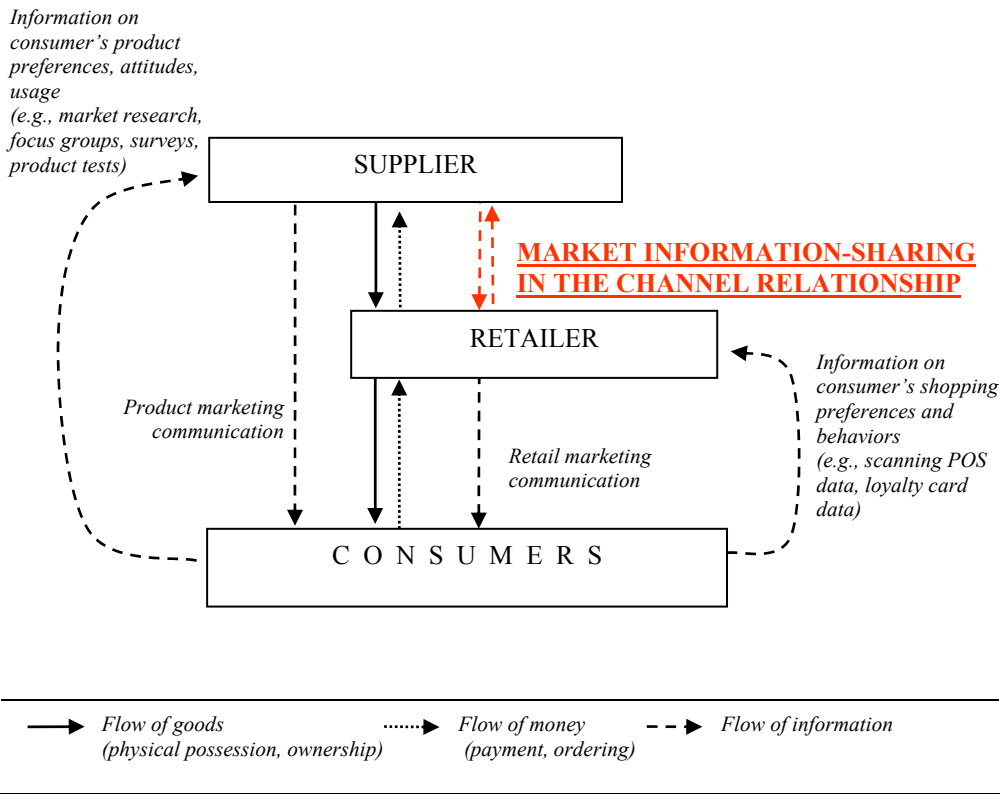 Information on
consumer’s product
preferences, attitudes,
usage
(e.g., market research,
focus groups, surveys,
product tests)
SUPPLIER
MARKET INFORMATION-SHARING
IN THE CHANNEL RELATIONSHIP
RETAILER
Information on
consumer’s shopping
preferences and
behaviors
(e.g., scanning POS
data, loyalty card
data)
Product marketing
communication
Retail marketing
communication
C O N S U M E R S
Flow of goods
(physical possession, ownership)
Flow of money
(payment, ordering)
Flow of information